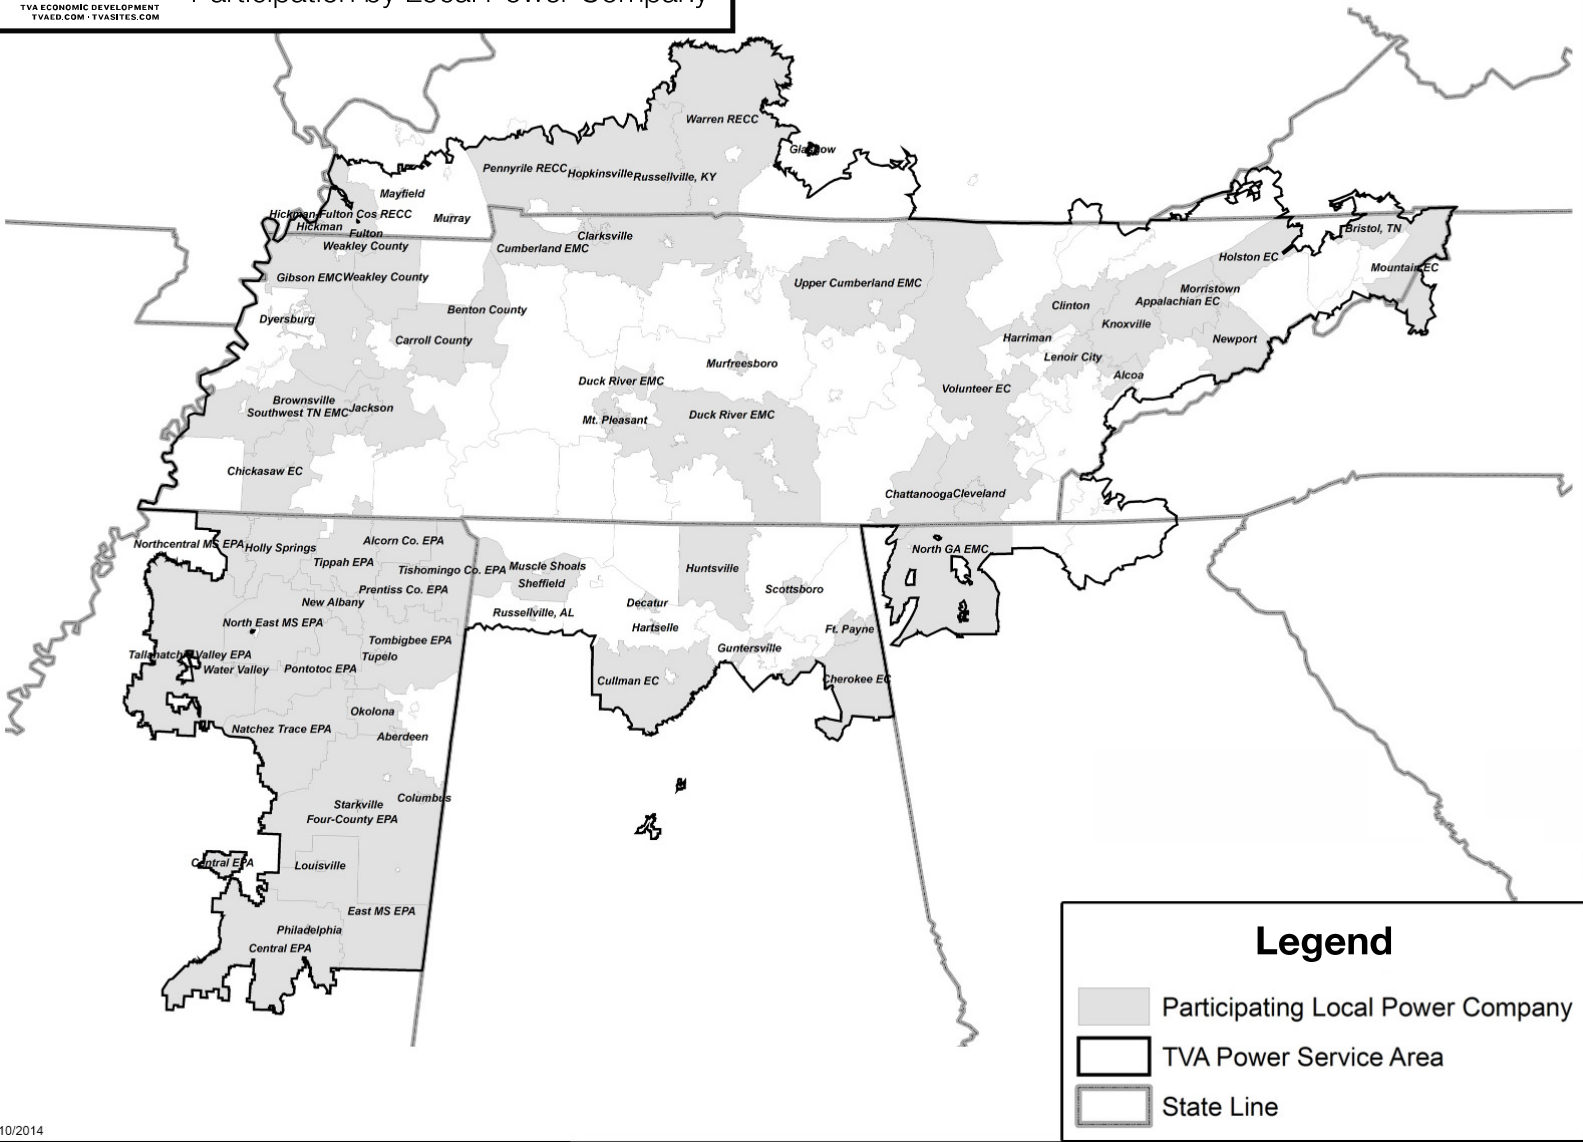 TVA ECONOMIC DEVELOPMENT
TVAED.COM · TVASITES.COM
Participation by Local Power Company
Warren RECC
Glasgow
Pennyrile RECC
Hopkinsville
Russellville, KY
Mayfield
Hickman-Fulton Cos RECC
Murray
Hickman
Fulton
Weakley County
Clarksville
Cumberland EMC
Bristol, TN
Holston EC
Mountain EC
Gibson EMC
Weakley County
Upper Cumberland EMC
Morristown
Appalachian EC
Benton County
Clinton
Dyersburg
Knoxville
Carroll County
Harriman
Newport
Lenoir City
Murfreesboro
Alcoa
Duck River EMC
Volunteer EC
Brownsville
Southwest TN EMC
Jackson
Mt. Pleasant
Duck River EMC
Chickasaw EC
Chattanooga
Cleveland
Northcentral MS EPA
Holly Springs
Alcorn Co. EPA
North GA EMC
Tippah EPA
Tishomingo Co. EPA
Muscle Shoals
Huntsville
Sheffield
Prentiss Co. EPA
Scottsboro
New Albany
Decatur
Russellville, AL
North East MS EPA
Hartselle
Ft. Payne
Tombigbee EPA
Guntersville
Tallahatchie Valley EPA
Tupelo
Water Valley
Pontotoc EPA
Cullman EC
Cherokee EC
Okolona
Natchez Trace EPA
Aberdeen
Columbus
Starkville
Four-County EPA
Central EPA
Louisville
East MS EPA
Philadelphia
Central EPA
Legend
Participating Local Power Company
TVA Power Service Area
State Line
10/2014